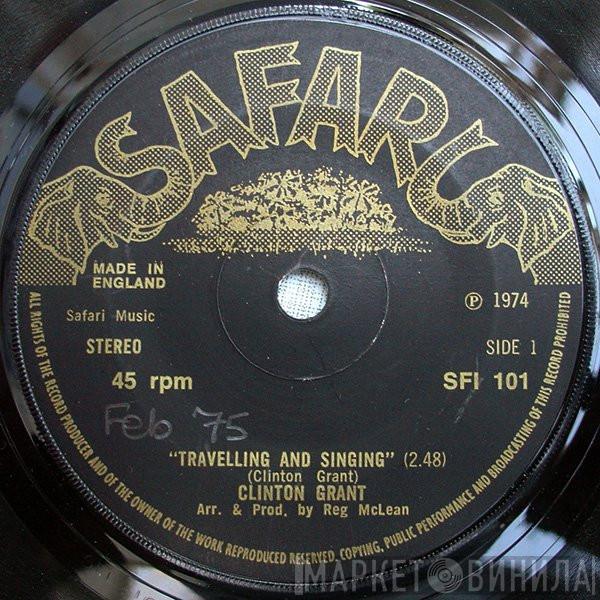 SAFARI
MADE IN
ENGLAND
Ⓟ 1974
Safari Music
STEREO
SIDE 1
45 rpm
SFI 101
Feb 75
"TRAVELLING AND SINGING" (2.48)
(Clinton Grant)
CLINTON GRANT
Arr. & Prod. by Reg McLean
ALL RIGHTS OF THE RECORD PRODUCER AND OF THE OWNER OF THE WORK REPRODUCED RESERVED. COPYING, PUBLIC PERFORMANCE AND BROADCASTING OF THIS RECORD PROHIBITED
МАРКЕТ ВИНИЛА